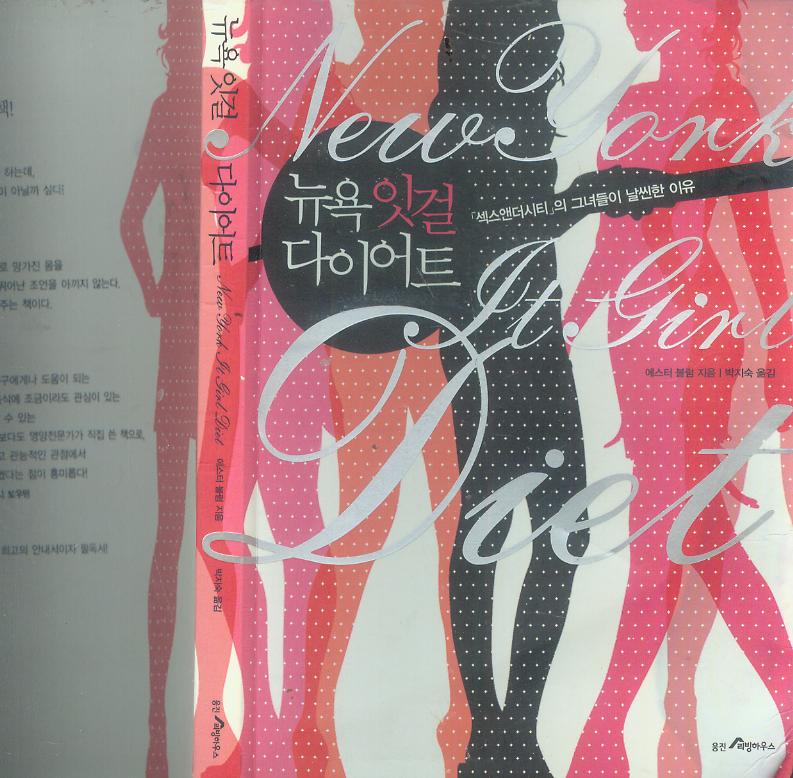 하는데,
아닐까 싶다!
로 망가진 몸을
뛰어난 조언을 아끼지 않는다.
주는 책이다.
구에게나 도움이 되는
음식에 조금이라도 관심이 있는
수 있는
보다도 영양전문가가 직접 쓴 책으로,
고 관능적인 관점에서
했다는 점이 흥미롭다!
최고의 안내서이자 필독서!
뉴욕 잇걸 다이어트 New York It Girl Diet 에스터 블럼 지음 박지숙 옮김 웅진 리빙하우스
New York
뉴욕 잇걸
다이어트
「섹스앤더시티」의 그녀들이 날씬한 이유
It Girl
에스터 블럼 지음 | 박지숙 옮김
Diet
웅진 리빙하우스